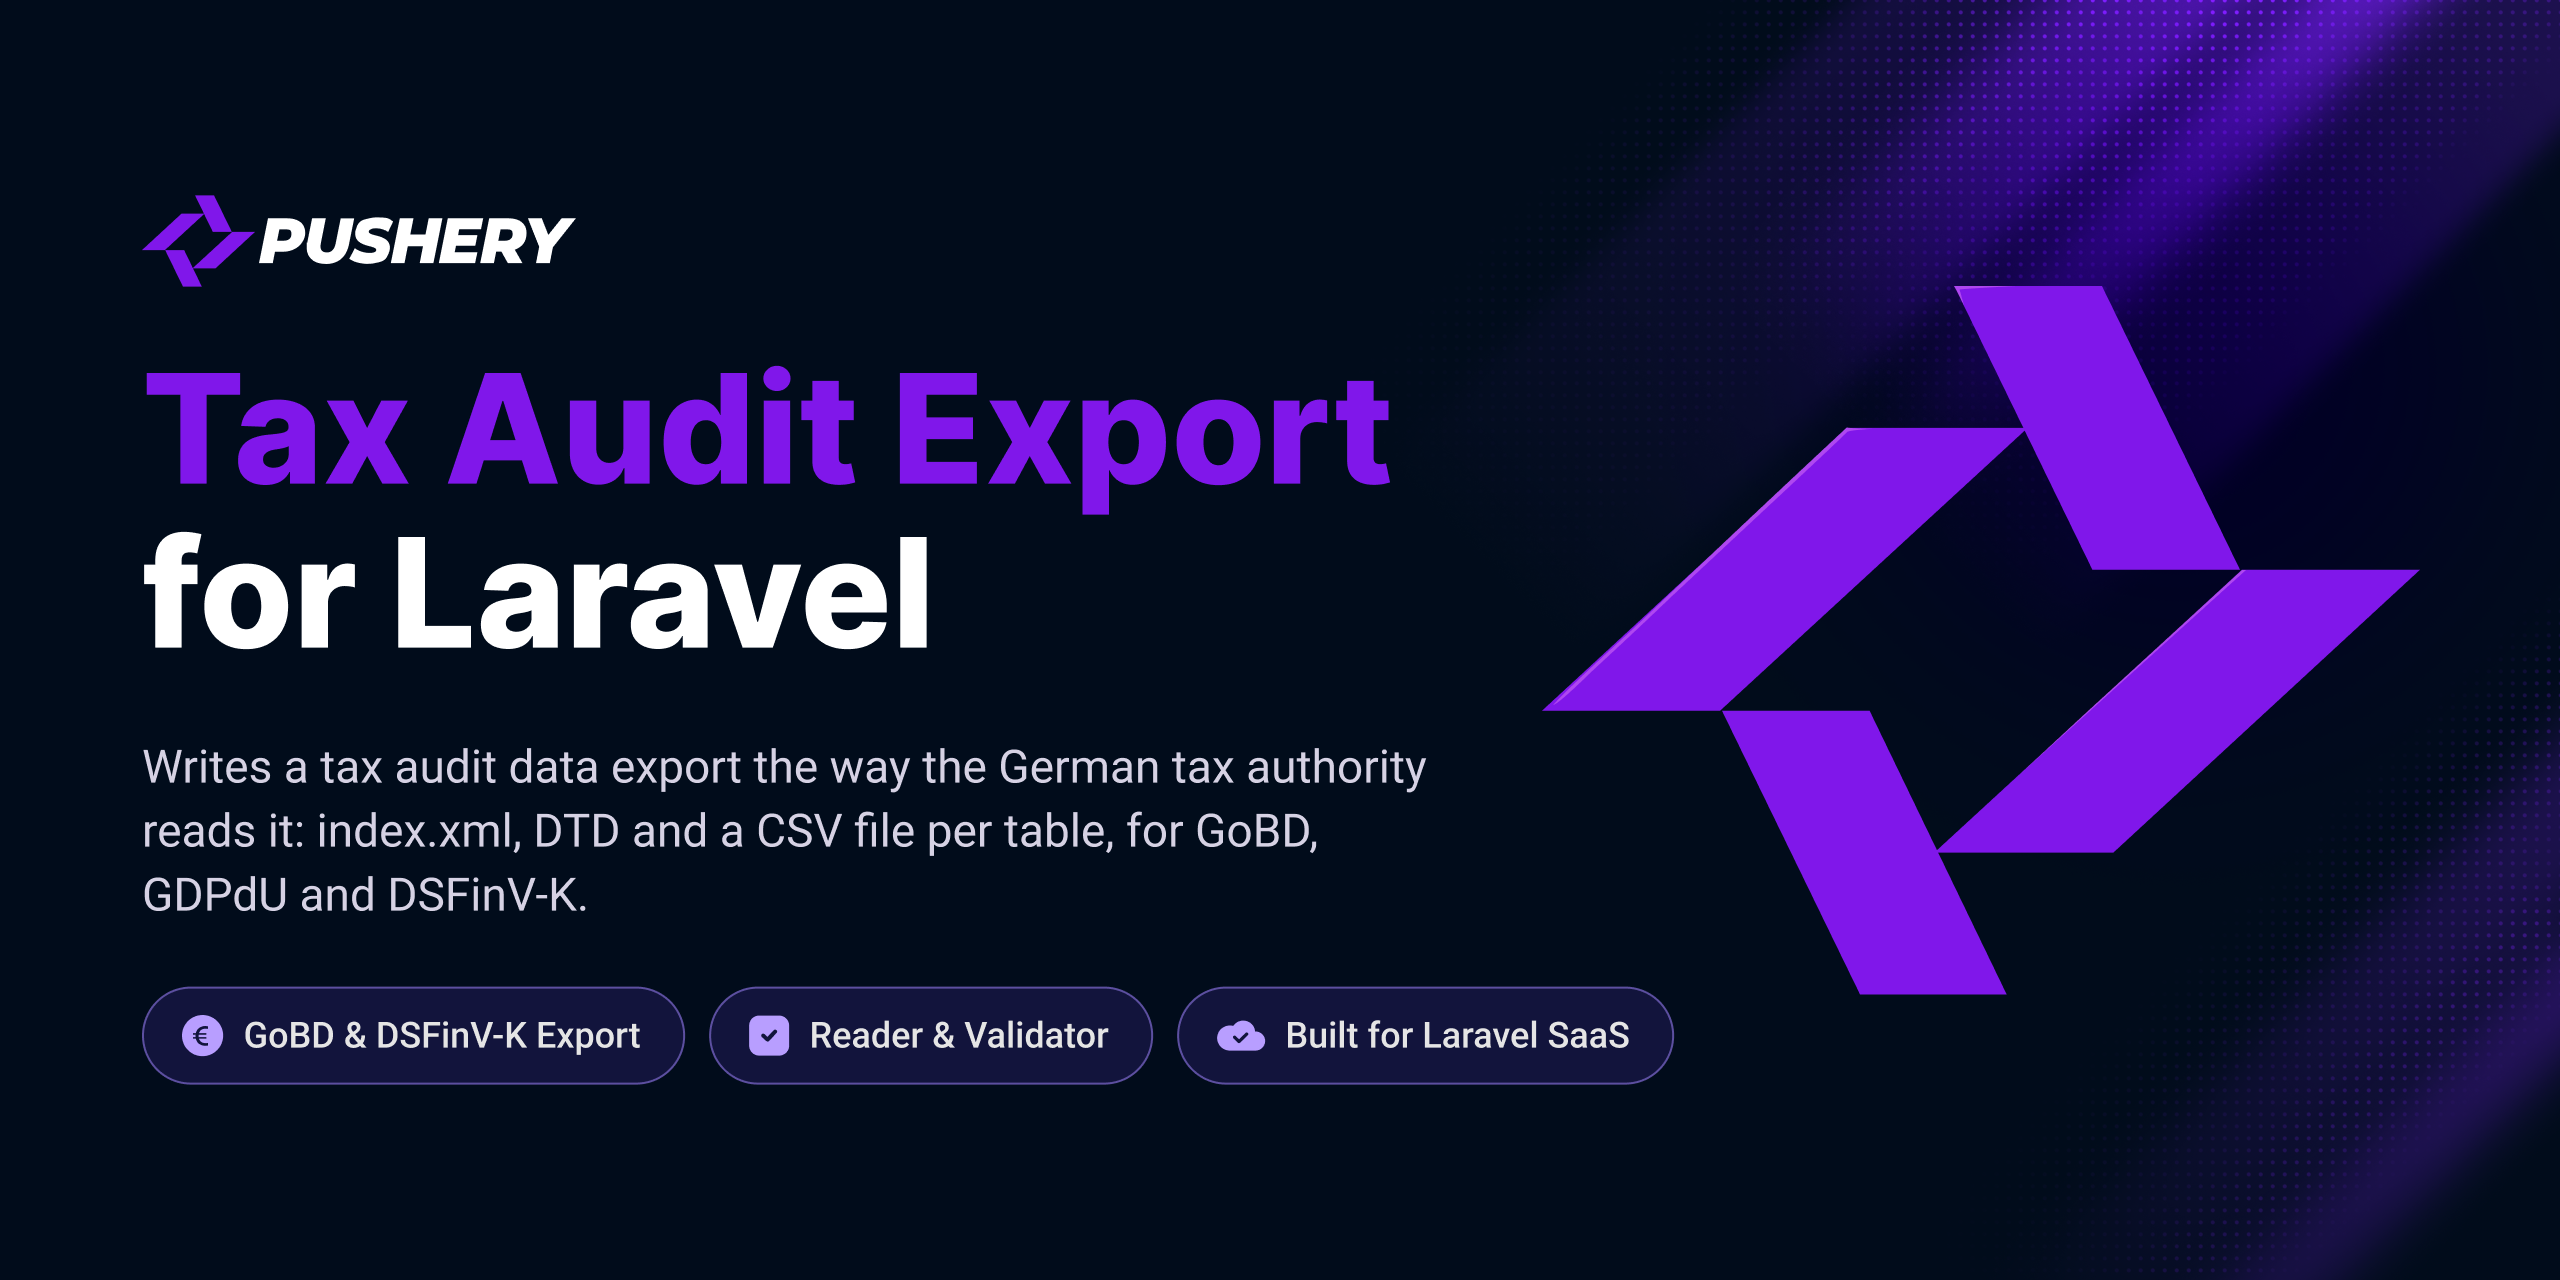 PUSHERY
Tax Audit Export
for Laravel
Writes a tax audit data export the way the German tax authority
reads it: index.xml, DTD and a CSV file per table, for GoBD,
GDPdU and DSFinV-K.
€ GoBD & DSFinV-K Export
Reader & Validator
Built for Laravel SaaS